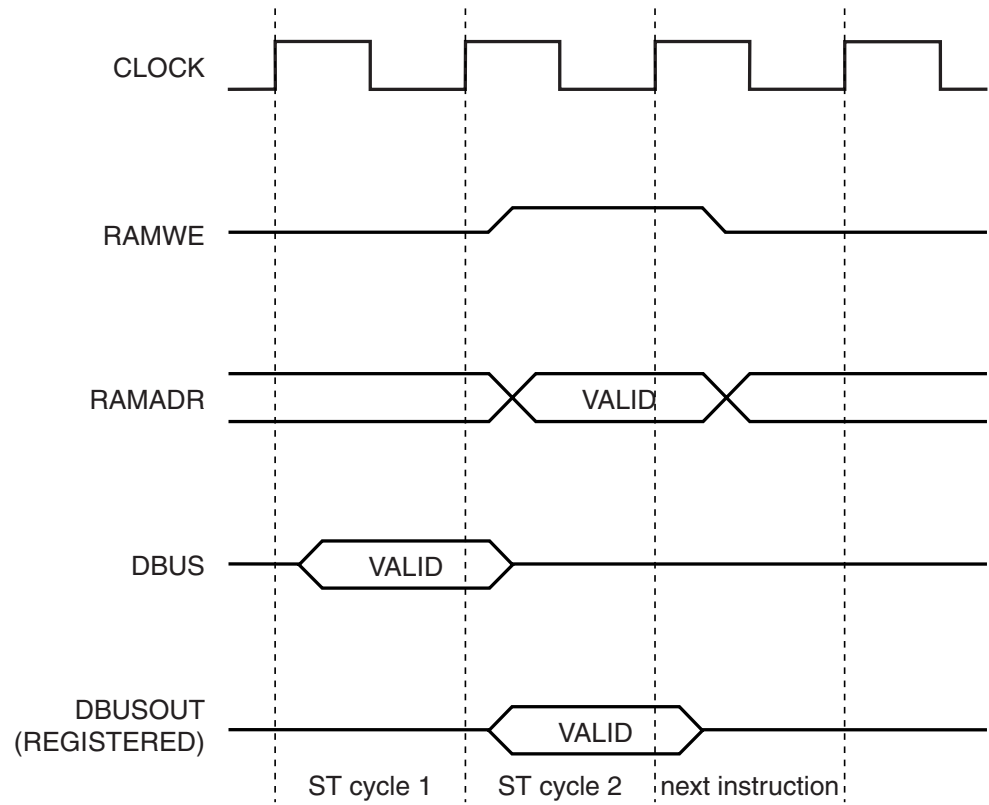 CLOCK
RAMWE
RAMADR
VALID
DBUS
VALID
DBUSOUT
(REGISTERED)
VALID
ST cycle 1
ST cycle 2
next instruction